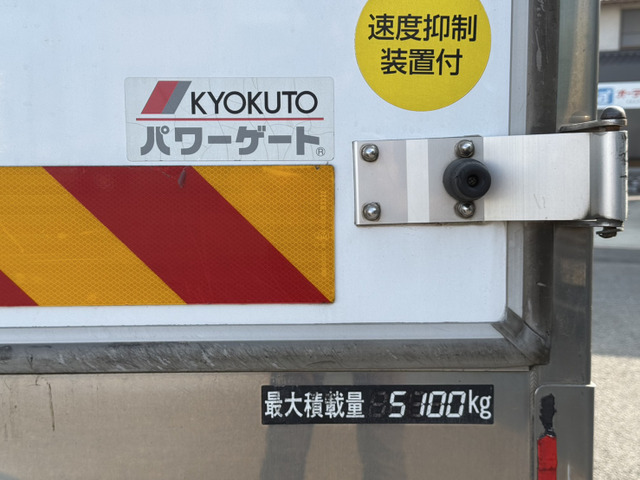 速度抑制
装置付
KYOKUTO
パワーゲート®
最大積載量 5100kg